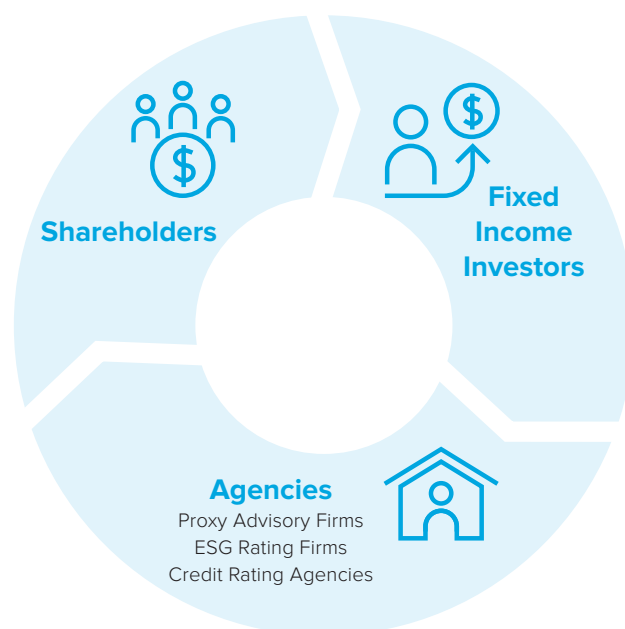 $
$
Shareholders
Fixed
Income
Investors
Agencies
Proxy Advisory Firms
ESG Rating Firms
Credit Rating Agencies